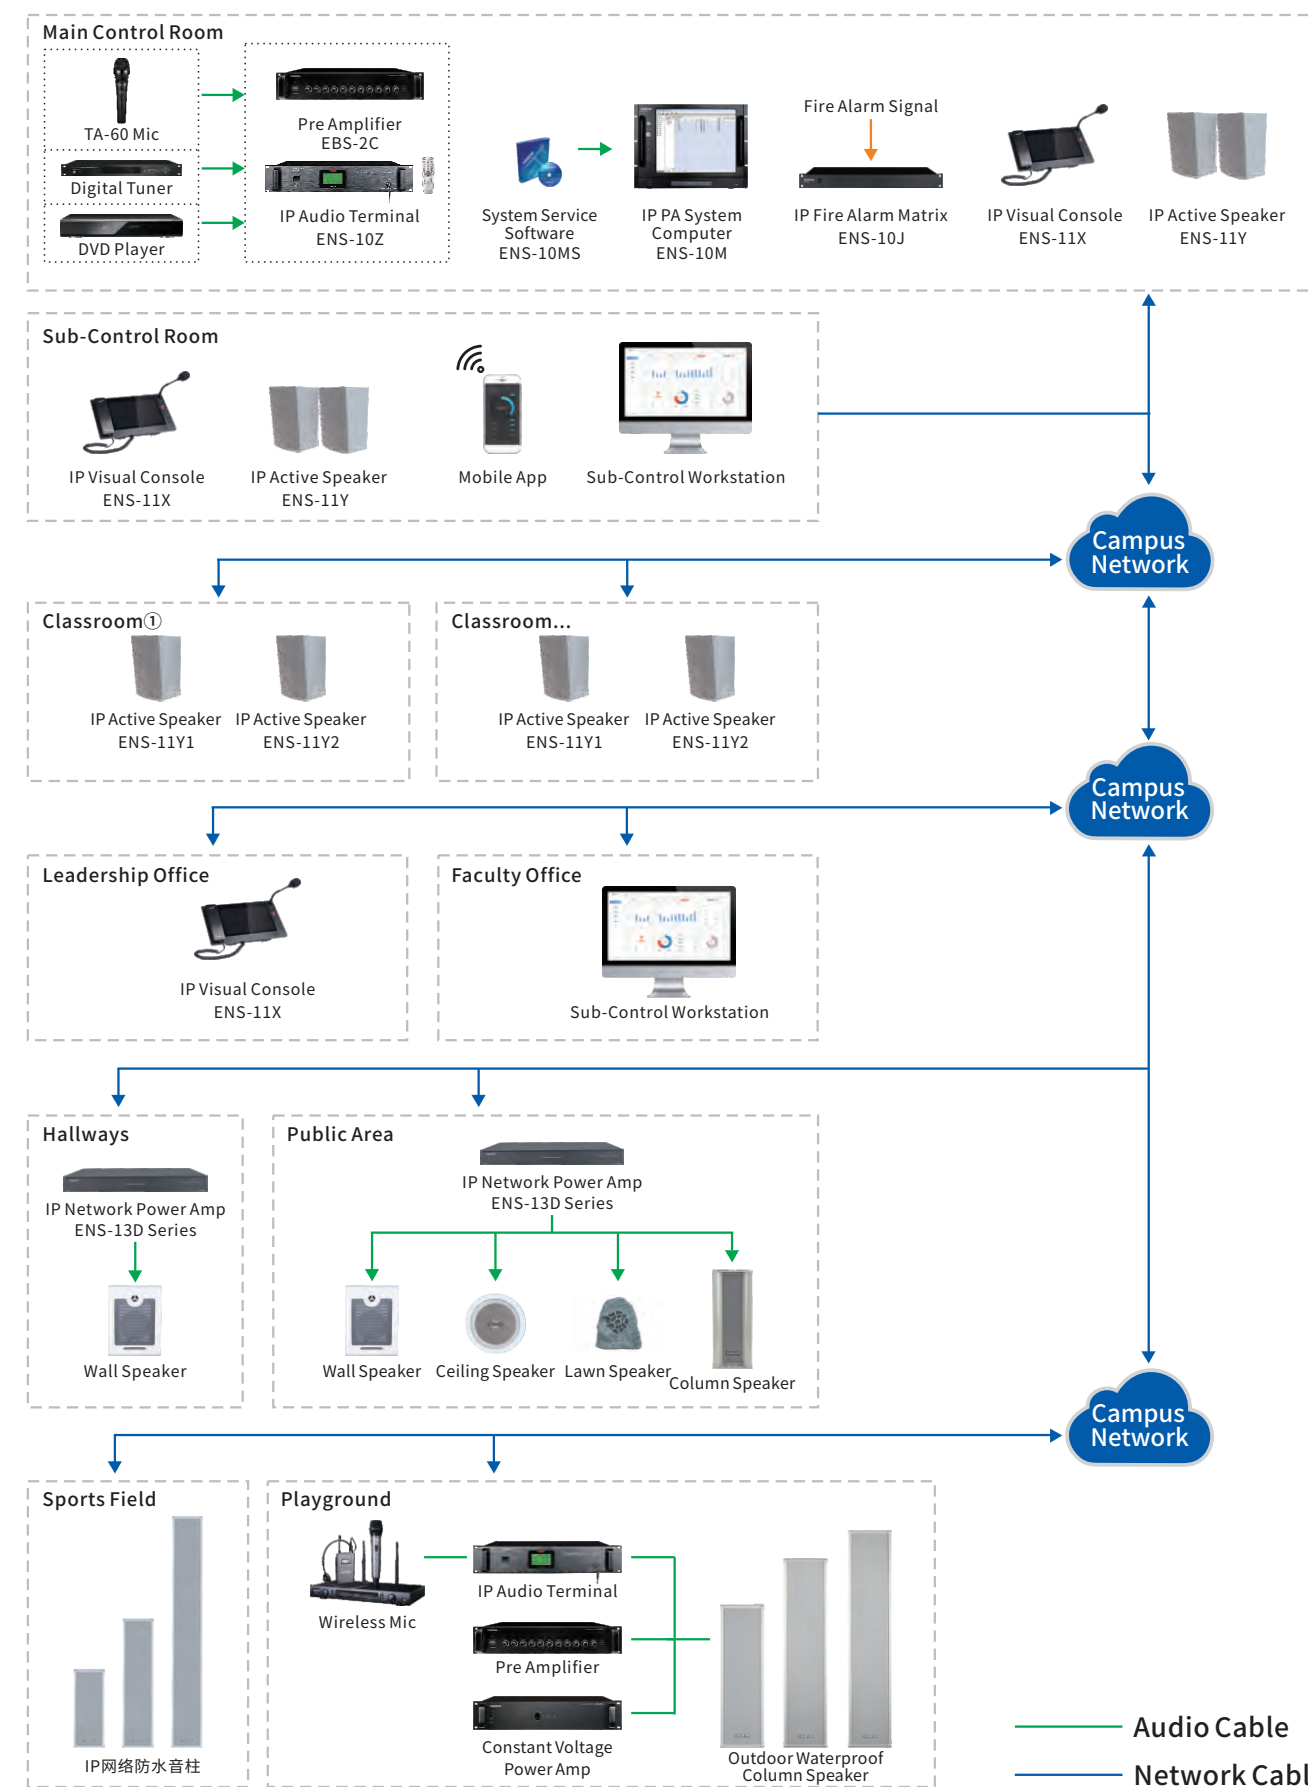 Main Control Room
TA-60 Mic
Digital Tuner
DVD Player
Pre Amplifier
EBS-2C
IP Audio Terminal
ENS-10Z
System Service
Software
ENS-10MS
IP PA System
Computer
ENS-10M
Fire Alarm Signal
IP Fire Alarm Matrix
ENS-10J
IP Visual Console
ENS-11X
IP Active Speaker
ENS-11Y
Sub-Control Room
IP Visual Console
ENS-11X
IP Active Speaker
ENS-11Y
Mobile App
Sub-Control Workstation
Campus
Network
Classroom①
IP Active Speaker
ENS-11Y1
IP Active Speaker
ENS-11Y2
Classroom...
IP Active Speaker
ENS-11Y1
IP Active Speaker
ENS-11Y2
Campus
Network
Leadership Office
IP Visual Console
ENS-11X
Faculty Office
Sub-Control Workstation
Hallways
IP Network Power Amp
ENS-13D Series
Wall Speaker
Public Area
IP Network Power Amp
ENS-13D Series
Wall Speaker
Ceiling Speaker
Lawn Speaker
Column Speaker
Campus
Network
Sports Field
IP网络防水音柱
Playground
Wireless Mic
IP Audio Terminal
Pre Amplifier
Constant Voltage
Power Amp
Outdoor Waterproof
Column Speaker
Audio Cable
Network Cabl